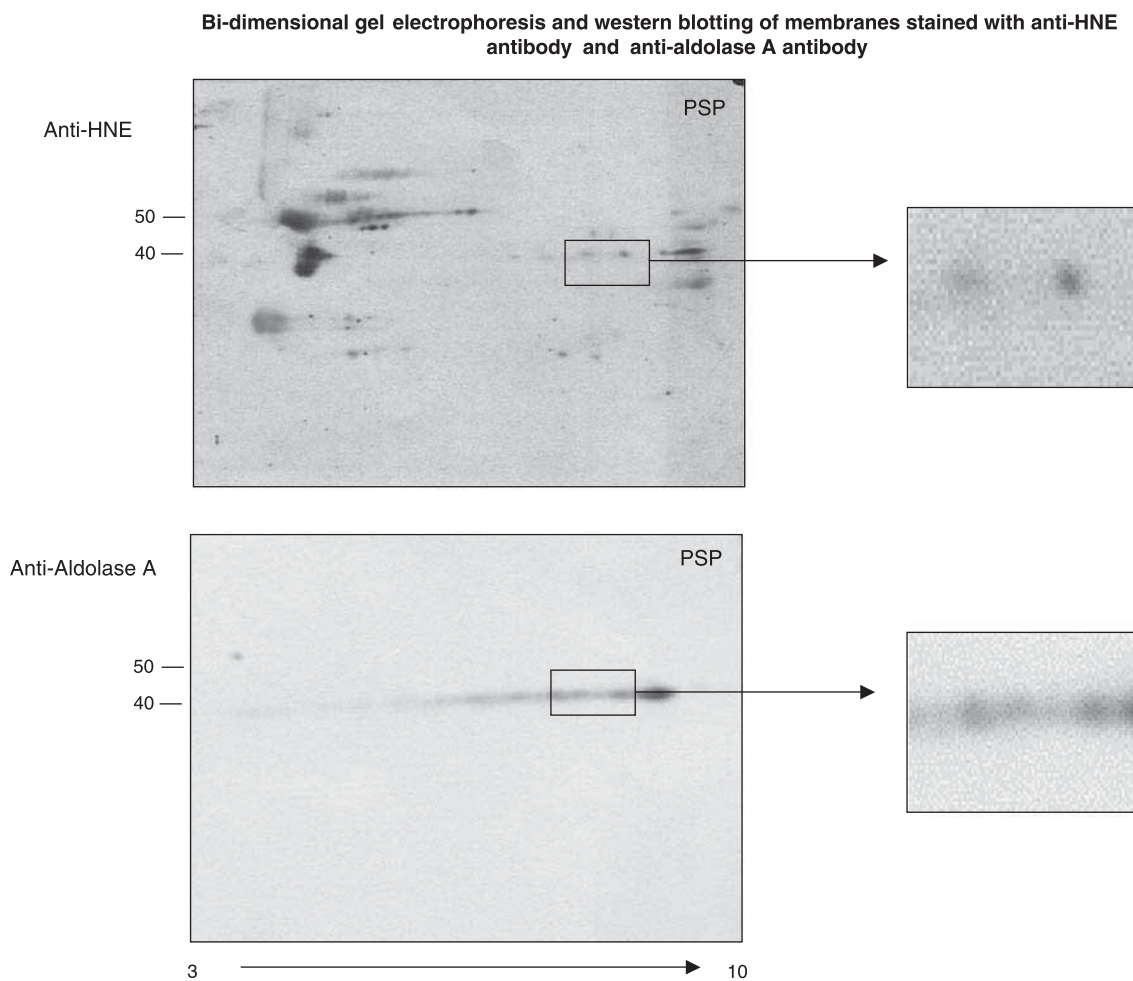 Bi-dimensional gel electrophoresis and western blotting of membranes stained with anti-HNE
antibody and anti-aldolase A antibody
PSP
Anti-HNE
50
40
PSP
Anti-Aldolase A
50
40
3
10